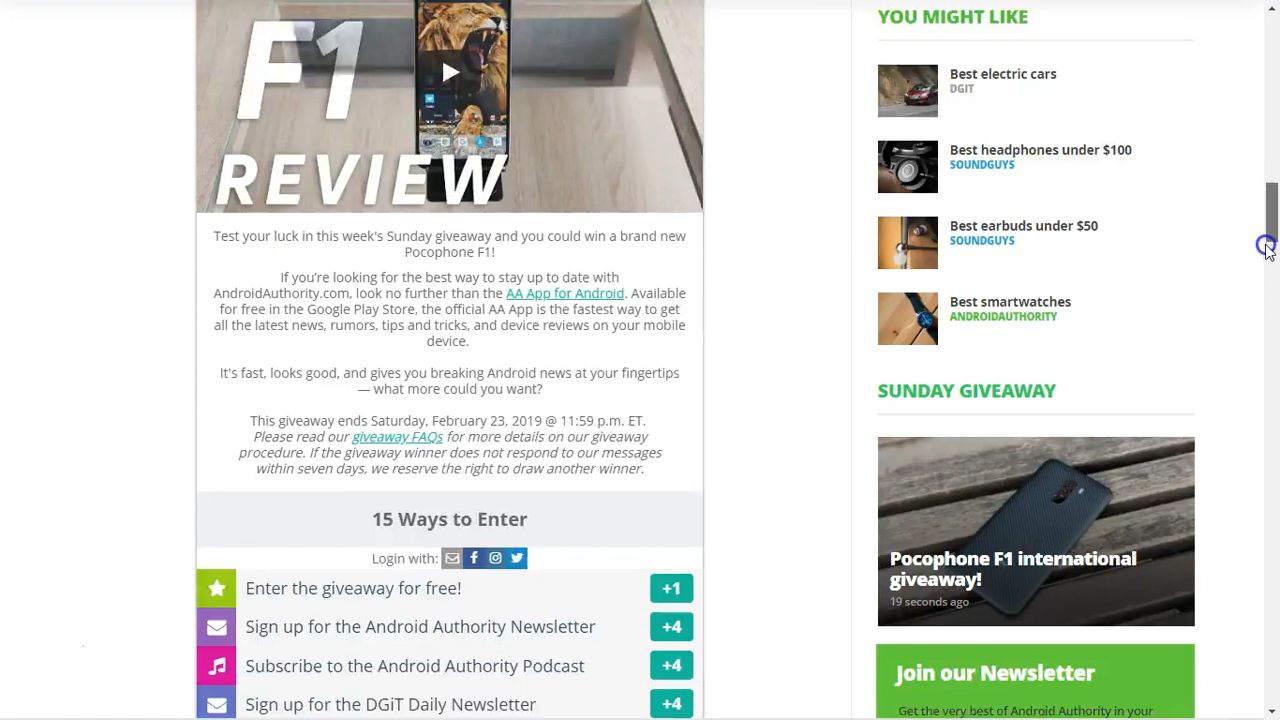 F1
REVIEW
Test your luck in this week's Sunday giveaway and you could win a brand new
Pocophone F1!
If you're looking for the best way to stay up to date with
AndroidAuthority.com, look no further than the AA App for Android. Available
for free in the Google Play Store, the official AA App is the fastest way to get
all the latest news, rumors, tips and tricks, and device reviews on your mobile
device.
It's fast, looks good, and gives you breaking Android news at your fingertips
— what more could you want?
This giveaway ends Saturday, February 23, 2019 @ 11:59 p.m. ET.
Please read our giveaway FAQs for more details on our giveaway
procedure. If the giveaway winner does not respond to our messages
within seven days, we reserve the right to draw another winner.
15 Ways to Enter
Login with:
Enter the giveaway for free! +1
Sign up for the Android Authority Newsletter +4
Subscribe to the Android Authority Podcast +4
Sign up for the DGiT Daily Newsletter +4
YOU MIGHT LIKE
Best electric cars
DGIT
Best headphones under $100
SOUNDGUYS
Best earbuds under $50
SOUNDGUYS
Best smartwatches
ANDROIDAUTHORITY
SUNDAY GIVEAWAY
Pocophone F1 international
giveaway!
19 seconds ago
Join our Newsletter
Get the very best of Android Authority in your